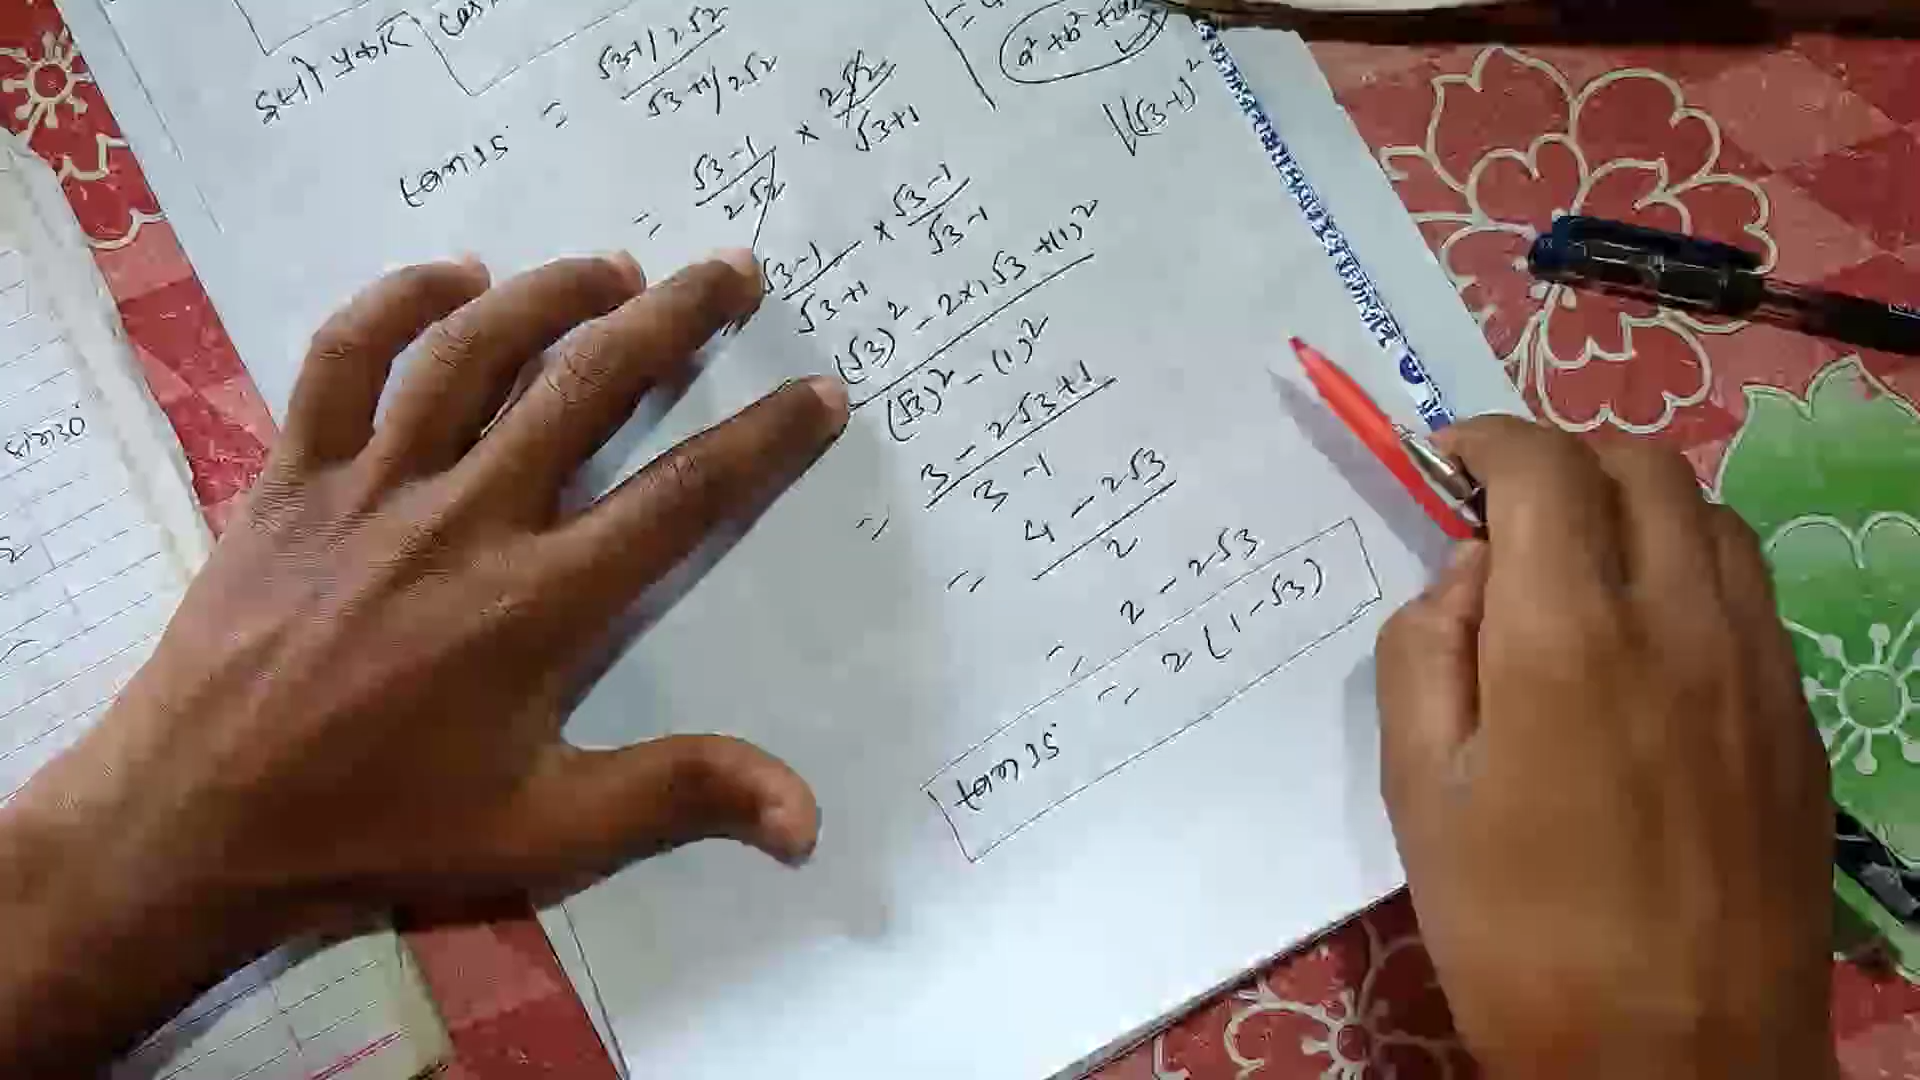 tan 15° = √3-1/2√2 / √3+1/2√2
= √3-1/2√2 × 2√2/√3+1
= √3-1/√3+1 × √3-1/√3-1
(√3)² - 2×1√3 + (1)² / (√3)² - (1)²
= 3 - 2√3+1 / 3 - 1
= 4 - 2√3 / 2
= 2 - 2√3
tan 15° = 2(1-√3)
(√3-1)²
sin30°